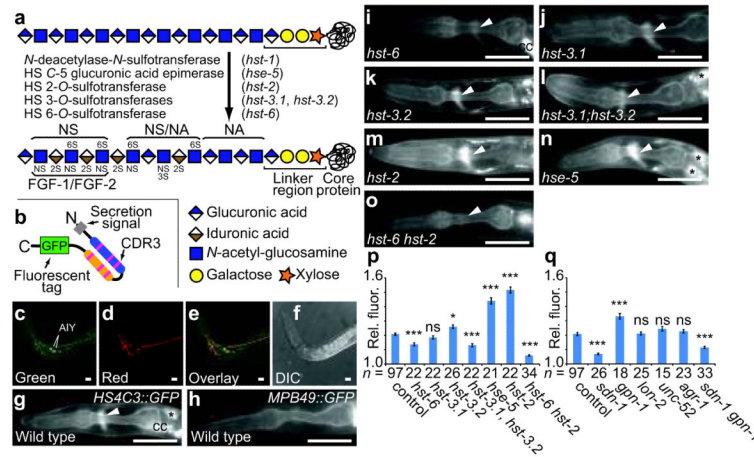 a
N-deacetylase-N-sulfotransferase (hst-1)
HS C-5 glucuronic acid epimerase (hse-5)
HS 2-O-sulfotransferase (hst-2)
HS 3-O-sulfotransferases (hst-3.1, hst-3.2)
HS 6-O-sulfotransferase (hst-6)
NS NS/NA NA
6S 6S 6S 6S
NS 2S NS 2S NS 2S NS NS 2S NS
3S
FGF-1/FGF-2
Linker region
Core protein
b
N
Secretion signal
C
GFP
CDR3
Fluorescent tag
Glucuronic acid
Iduronic acid
N-acetyl-glucosamine
Galactose
Xylose
c
AIY
Green
d
Red
e
Overlay
f
DIC
g
HS4C3::GFP
*
cc
Wild type
h
MPB49::GFP
Wild type
i
cc
hst-6
j
hst-3.1
k
hst-3.2
l
*
hst-3.1;hst-3.2
m
hst-2
n
*
*
hse-5
o
hst-6 hst-2
p
Rel. fluor.
1.6
1.0
*** ns * *** *** *** ***
n = 97 22 22 26 22 21 22 34
control
hst-6
hst-3.1
hst-3.2
hst-3.1, hst-3.2
hse-5
hst-2
hst-6 hst-2
q
Rel. fluor.
1.6
1.0
*** *** ns ns ns ***
n = 97 26 18 25 15 23 33
control
sdn-1
gpn-1
lon-2
unc-52
agr-1
sdn-1 gpn-1